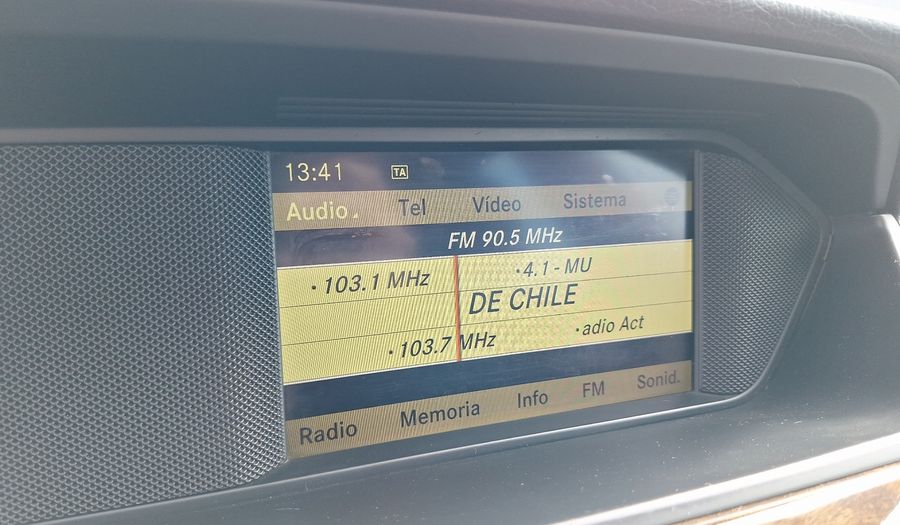 13:41 TA
Audio Tel Vídeo Sistema
FM 90.5 MHz
·103.1 MHz ·4.1 - MU
DE CHILE
·103.7 MHz ·adio Act
Radio Memoria Info FM Sonid.